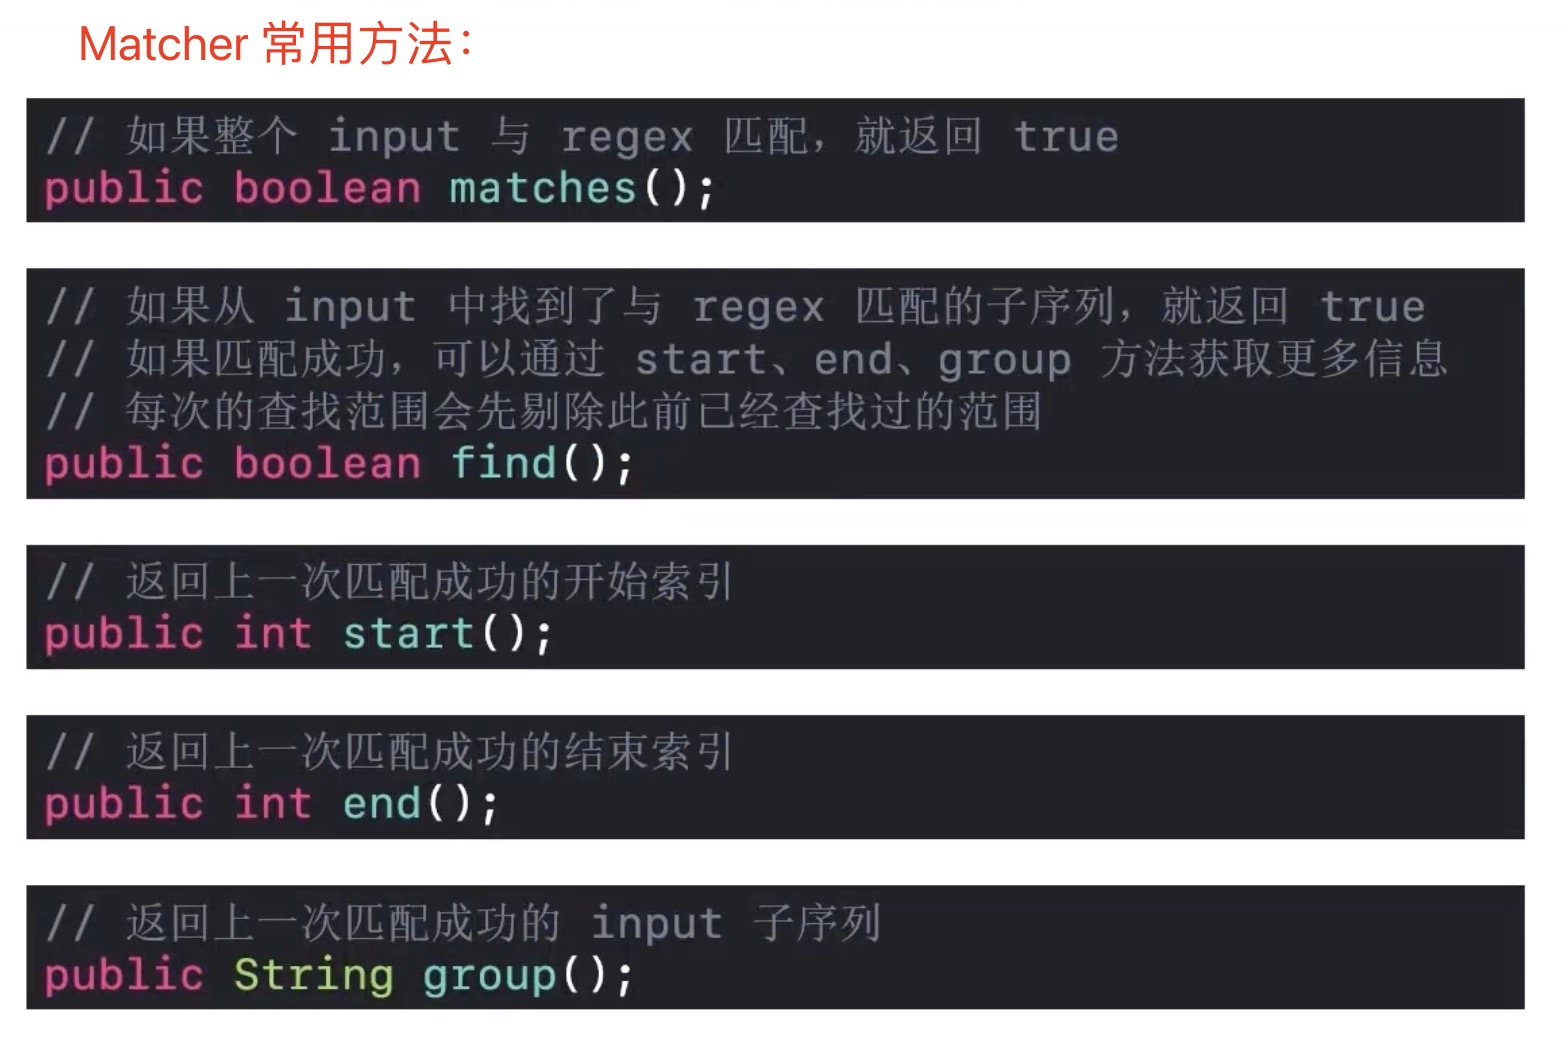 Matcher 常用方法：
// 如果整个 input 与 regex 匹配，就返回 true
public boolean matches();
// 如果从 input 中找到了与 regex 匹配的子序列，就返回 true
// 如果匹配成功，可以通过 start、end、group 方法获取更多信息
// 每次的查找范围会先剔除此前已经查找过的范围
public boolean find();
// 返回上一次匹配成功的开始索引
public int start();
// 返回上一次匹配成功的结束索引
public int end();
// 返回上一次匹配成功的 input 子序列
public String group();